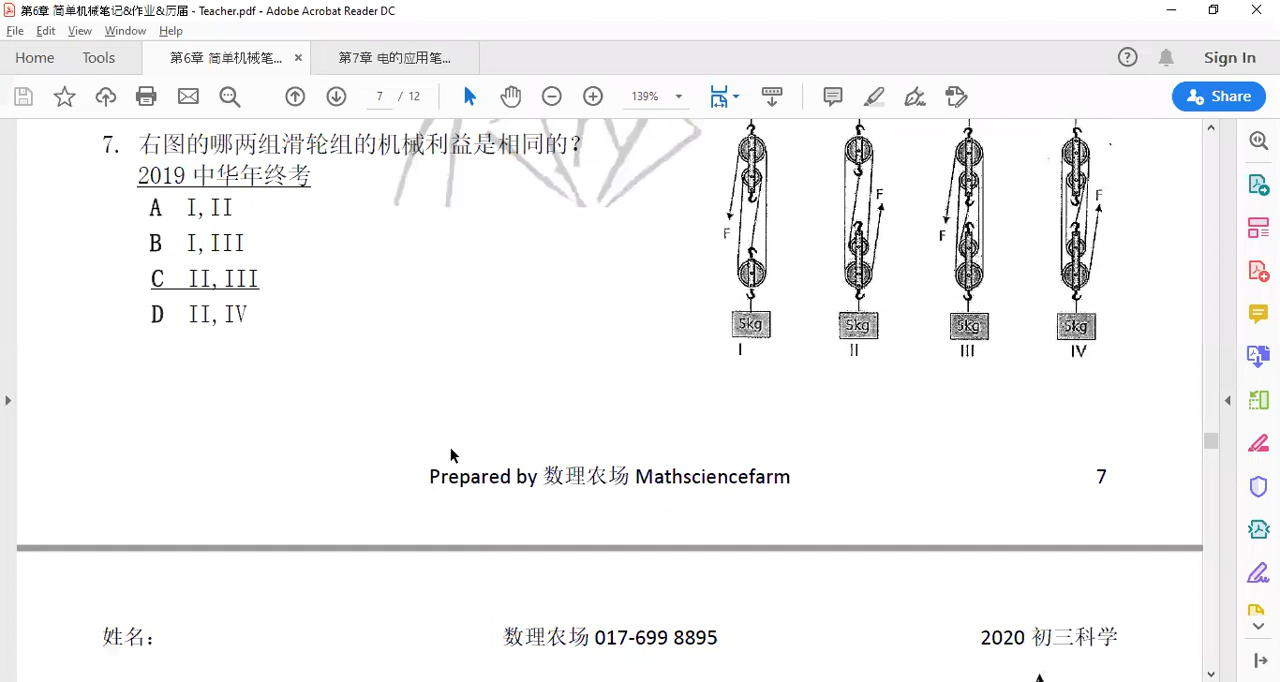 第6章 简单机械笔记&作业&历届 - Teacher.pdf - Adobe Acrobat Reader DC
File Edit View Window Help
Home Tools 第6章 简单机械笔... × 第7章 电的应用笔... Sign In
7 / 12 139% Share
7. 右图的哪两组滑轮组的机械利益是相同的?
2019 中华年终考
A I, II
B I, III
C II, III
D II, IV
F F F F
5kg 5kg 5kg 5kg
I II III IV
Prepared by 数理农场 Mathsciencefarm 7
姓名: 数理农场 017-699 8895 2020 初三科学